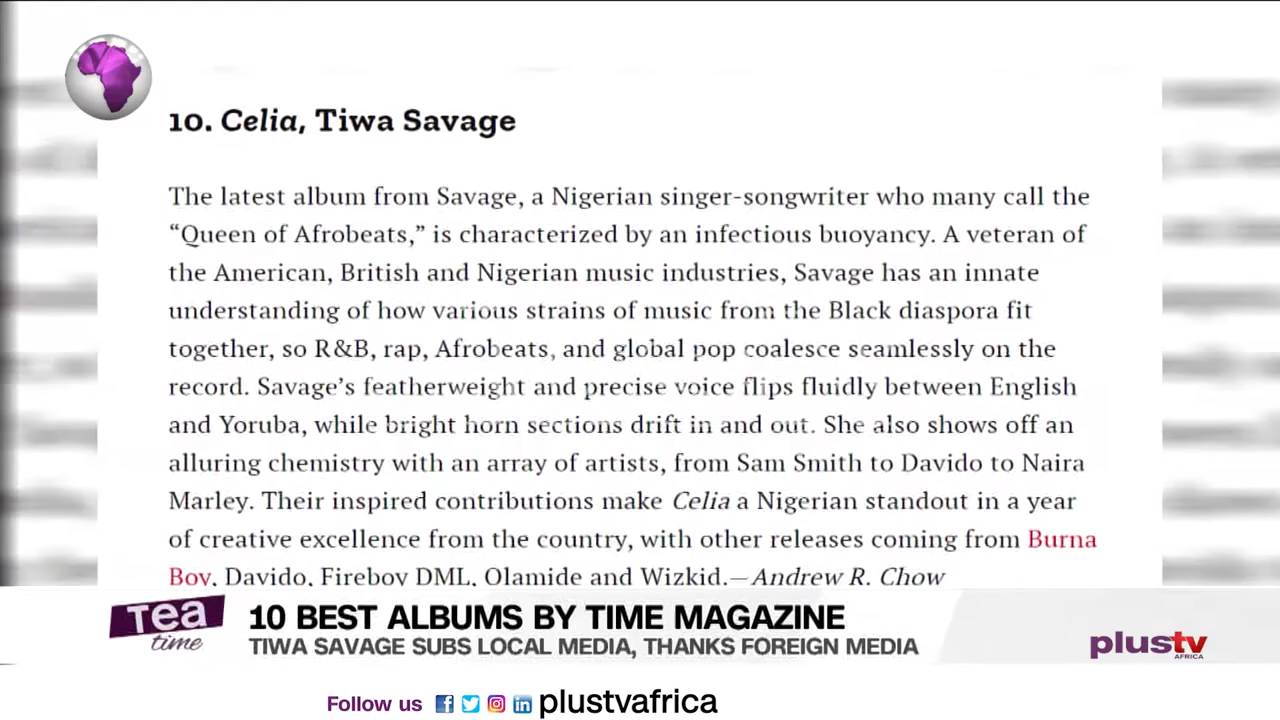 10. Celia, Tiwa Savage
The latest album from Savage, a Nigerian singer-songwriter who many call the
“Queen of Afrobeats,” is characterized by an infectious buoyancy. A veteran of
the American, British and Nigerian music industries, Savage has an innate
understanding of how various strains of music from the Black diaspora fit
together, so R&B, rap, Afrobeats, and global pop coalesce seamlessly on the
record. Savage’s featherweight and precise voice flips fluidly between English
and Yoruba, while bright horn sections drift in and out. She also shows off an
alluring chemistry with an array of artists, from Sam Smith to Davido to Naira
Marley. Their inspired contributions make Celia a Nigerian standout in a year
of creative excellence from the country, with other releases coming from Burna
Boy, Davido, Fireboy DML, Olamide and Wizkid.—Andrew R. Chow
Tea
time
10 BEST ALBUMS BY TIME MAGAZINE
TIWA SAVAGE SUBS LOCAL MEDIA, THANKS FOREIGN MEDIA
plustv
AFRICA
Follow us plustvafrica